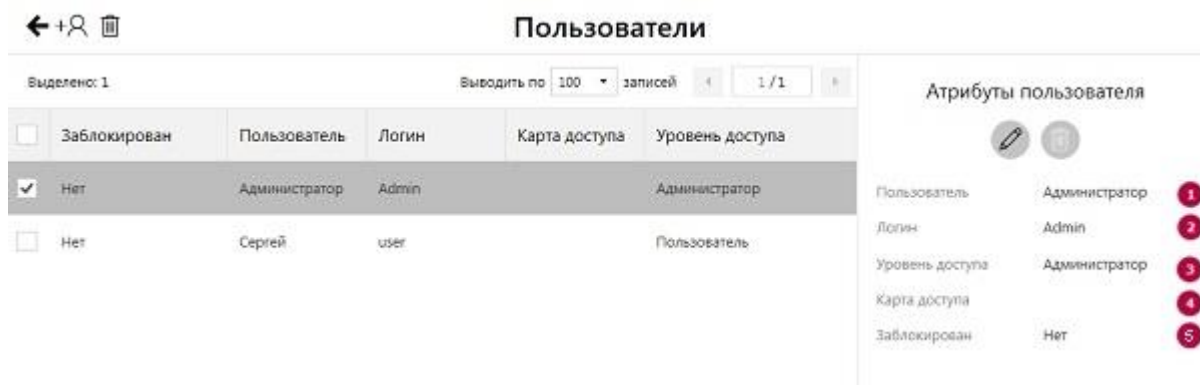 Пользователи
Выделено: 1 Выводить по 100 записей 1 / 1
Заблокирован Пользователь Логин Карта доступа Уровень доступа
Нет Администратор Admin Администратор
Нет Сергей user Пользователь
Атрибуты пользователя
Пользователь Администратор 1
Логин Admin 2
Уровень доступа Администратор 3
Карта доступа 4
Заблокирован Нет 5